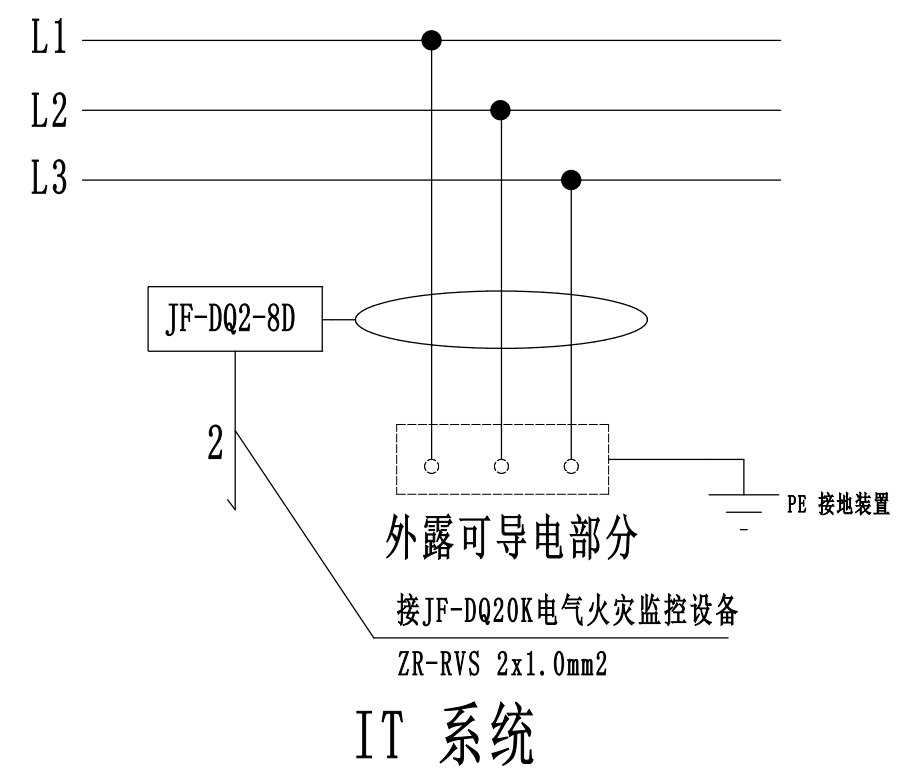 L1
L2
L3
JF-DQ2-8D
2
PE 接地装置
外露可导电部分
接JF-DQ20K电气火灾监控设备
ZR-RVS 2x1.0mm2
IT 系统